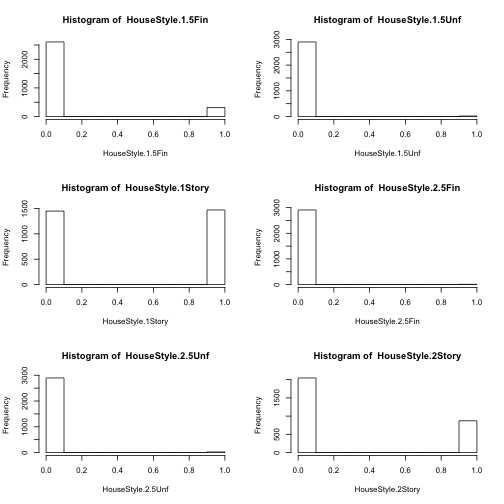 Histogram of  HouseStyle.1.5Fin
Frequency
0 1000 2000
0.0 0.2 0.4 0.6 0.8 1.0
HouseStyle.1.5Fin
Histogram of  HouseStyle.1.5Unf
Frequency
0 1000 2000 3000
0.0 0.2 0.4 0.6 0.8 1.0
HouseStyle.1.5Unf
Histogram of  HouseStyle.1Story
Frequency
0 500 1000 1500
0.0 0.2 0.4 0.6 0.8 1.0
HouseStyle.1Story
Histogram of  HouseStyle.2.5Fin
Frequency
0 1000 2000 3000
0.0 0.2 0.4 0.6 0.8 1.0
HouseStyle.2.5Fin
Histogram of  HouseStyle.2.5Unf
Frequency
0 1000 2000 3000
0.0 0.2 0.4 0.6 0.8 1.0
HouseStyle.2.5Unf
Histogram of  HouseStyle.2Story
Frequency
0 500 1500
0.0 0.2 0.4 0.6 0.8 1.0
HouseStyle.2Story